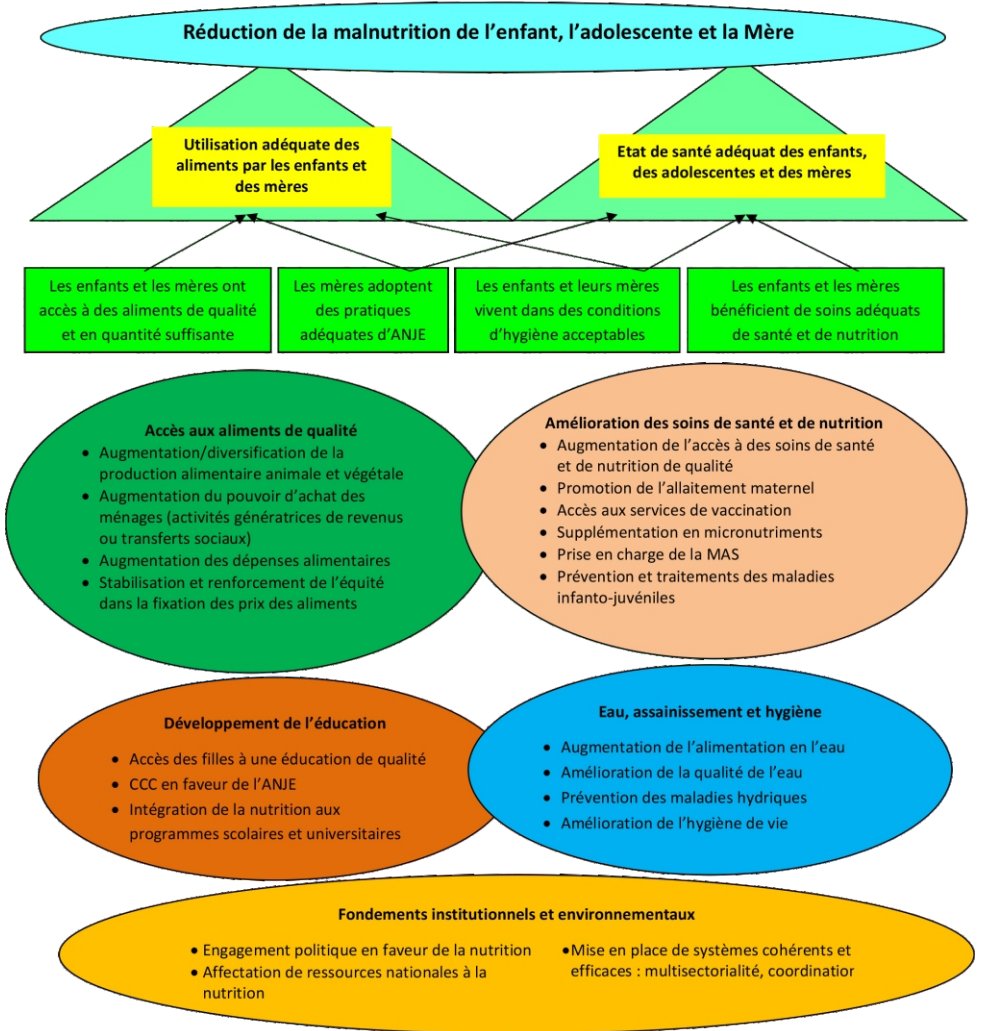 Réduction de la malnutrition de l'enfant, l'adolescente et la Mère
Utilisation adéquate des
aliments par les enfants et
des mères
Etat de santé adéquat des enfants,
des adolescentes et des mères
Les enfants et les mères ont
accès à des aliments de qualité
et en quantité suffisante
Les mères adoptent
des pratiques
adéquates d'ANJE
Les enfants et leurs mères
vivent dans des conditions
d'hygiène acceptables
Les enfants et les mères
bénéficient de soins adéquats
de santé et de nutrition
Accès aux aliments de qualité
• Augmentation/diversification de la
production alimentaire animale et végétale
• Augmentation du pouvoir d'achat des
ménages (activités génératrices de revenus
ou transferts sociaux)
• Augmentation des dépenses alimentaires
• Stabilisation et renforcement de l'équité
dans la fixation des prix des aliments
Amélioration des soins de santé et de nutrition
• Augmentation de l'accès à des soins de santé
et de nutrition de qualité
• Promotion de l'allaitement maternel
• Accès aux services de vaccination
• Supplémentation en micronutriments
• Prise en charge de la MAS
• Prévention et traitements des maladies
infanto-juvéniles
Développement de l'éducation
• Accès des filles à une éducation de qualité
• CCC en faveur de l'ANJE
• Intégration de la nutrition aux
programmes scolaires et universitaires
Eau, assainissement et hygiène
• Augmentation de l'alimentation en l'eau
• Amélioration de la qualité de l'eau
• Prévention des maladies hydriques
• Amélioration de l'hygiène de vie
Fondements institutionnels et environnementaux
• Engagement politique en faveur de la nutrition
• Affectation de ressources nationales à la
nutrition
• Mise en place de systèmes cohérents et
efficaces : multisectorialité, coordination